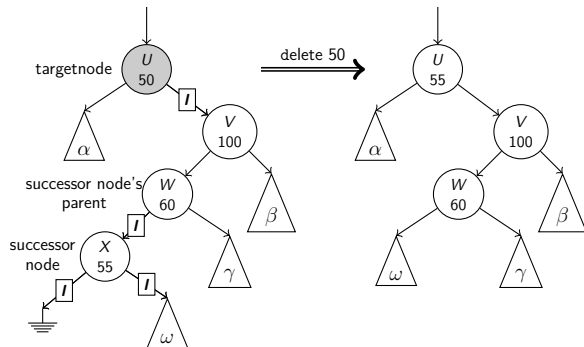 targetnode
U
50
I
α
V
100
successor node's
parent
W
60
β
I
successor
node
X
55
γ
I
I
ω
delete 50
U
55
α
V
100
W
60
β
ω
γ